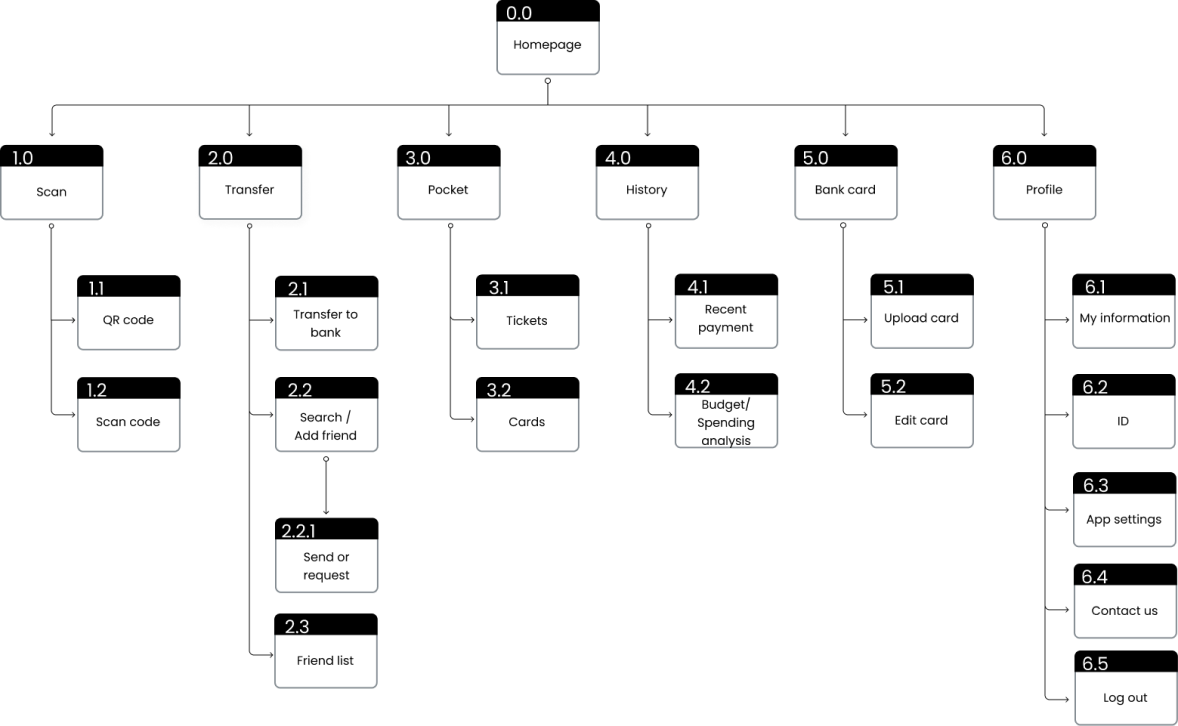 0.0
Homepage
1.0
Scan
2.0
Transfer
3.0
Pocket
4.0
History
5.0
Bank card
6.0
Profile
1.1
QR code
1.2
Scan code
2.1
Transfer to
bank
2.2
Search /
Add friend
2.2.1
Send or
request
2.3
Friend list
3.1
Tickets
3.2
Cards
4.1
Recent
payment
4.2
Budget/
Spending
analysis
5.1
Upload card
5.2
Edit card
6.1
My information
6.2
ID
6.3
App settings
6.4
Contact us
6.5
Log out